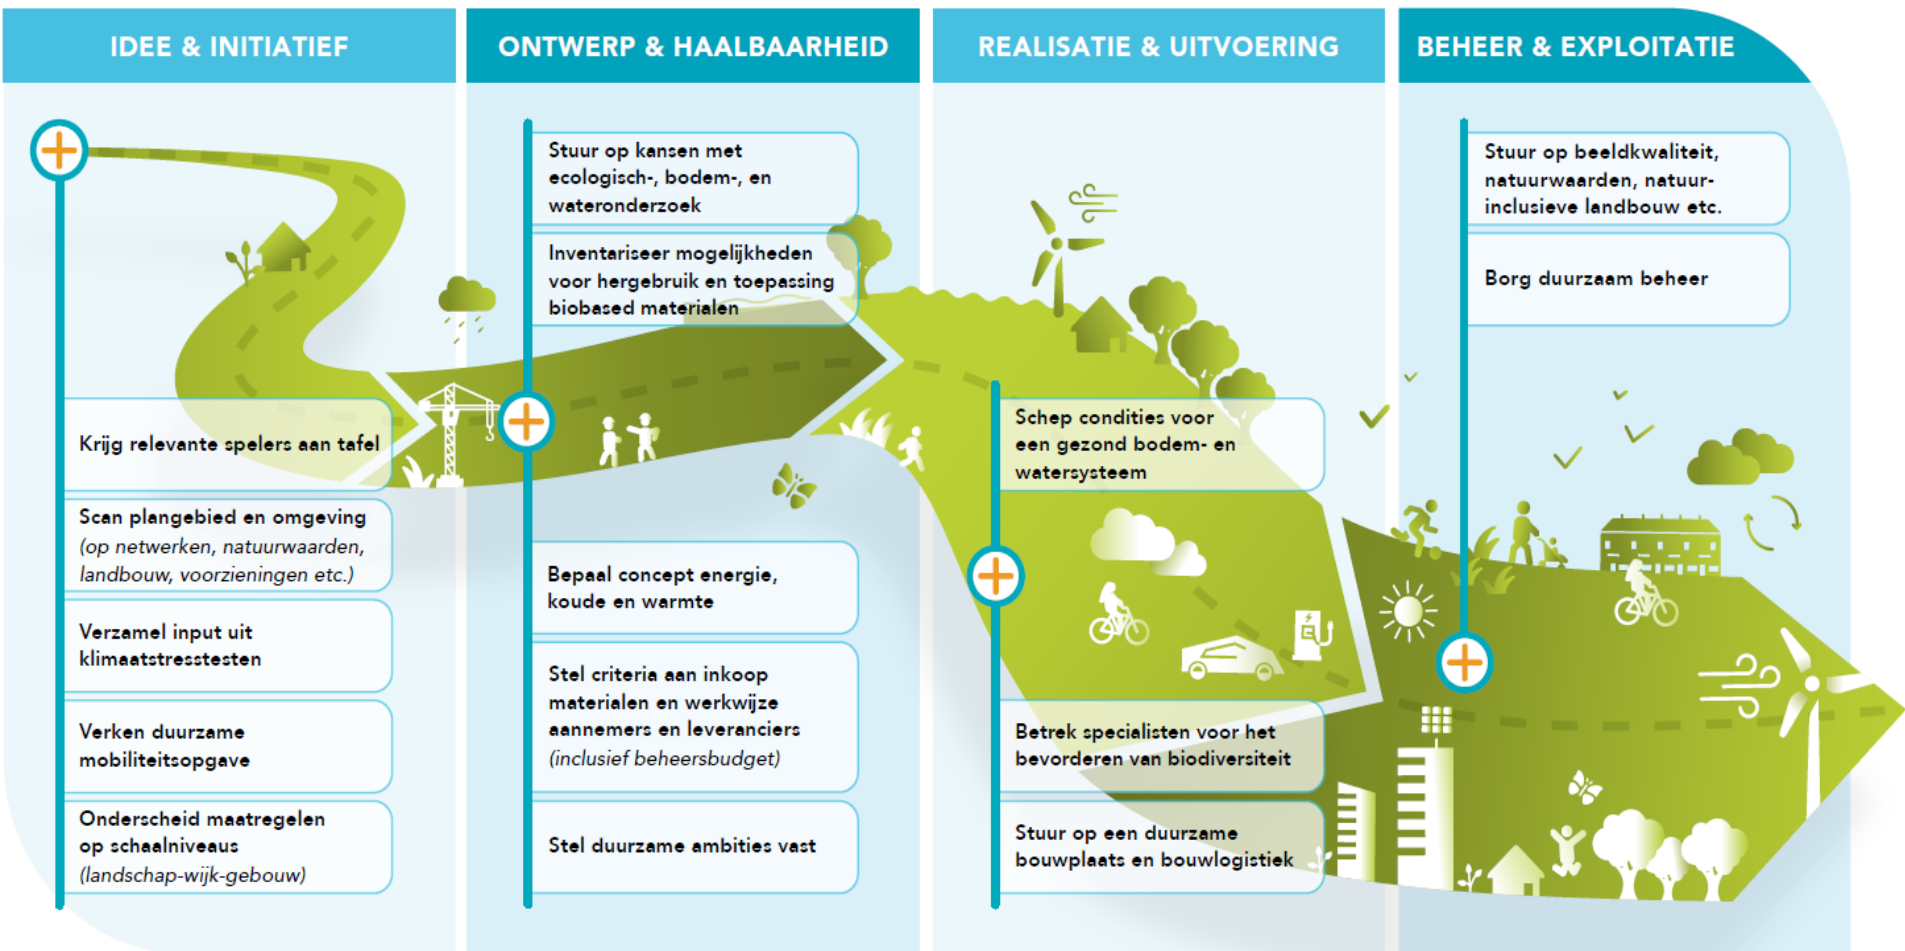 IDEE & INITIATIEF
Krijg relevante spelers aan tafel
Scan plangebied en omgeving
(op netwerken, natuurwaarden,
landbouw, voorzieningen etc.)
Verzamel input uit
klimaatstresstesten
Verken duurzame
mobiliteitsopgave
Onderscheid maatregelen
op schaalniveaus
(landschap-wijk-gebouw)
ONTWERP & HAALBAARHEID
Stuur op kansen met
ecologisch-, bodem-, en
wateronderzoek
Inventariseer mogelijkheden
voor hergebruik en toepassing
biobased materialen
Bepaal concept energie,
koude en warmte
Stel criteria aan inkoop
materialen en werkwijze
aannemers en leveranciers
(inclusief beheersbudget)
Stel duurzame ambities vast
REALISATIE & UITVOERING
Schep condities voor
een gezond bodem- en
watersysteem
Betrek specialisten voor het
bevorderen van biodiversiteit
Stuur op een duurzame
bouwplaats en bouwlogistiek
BEHEER & EXPLOITATIE
Stuur op beeldkwaliteit,
natuurwaarden, natuur-
inclusieve landbouw etc.
Borg duurzaam beheer